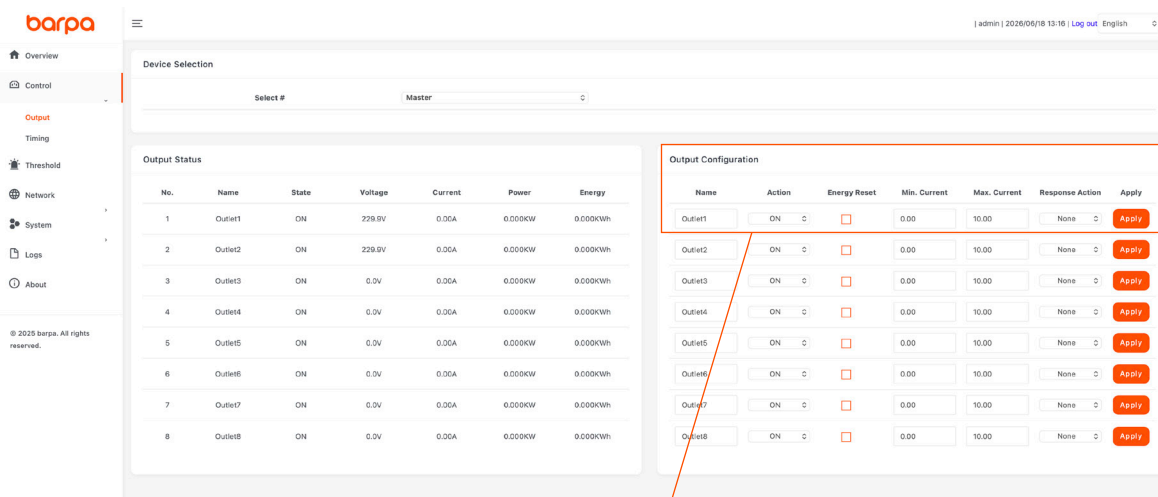 barpa
| admin | 2026/06/18 13:16 | Log out English
Overview
Control
Output
Timing
Threshold
Network
System
Logs
About
© 2025 barpa. All rights
reserved.
Device Selection
Select # Master
Output Status
No. Name State Voltage Current Power Energy
1 Outlet1 ON 229.9V 0.00A 0.000KW 0.000KWh
2 Outlet2 ON 229.9V 0.00A 0.000KW 0.000KWh
3 Outlet3 ON 0.0V 0.00A 0.000KW 0.000KWh
4 Outlet4 ON 0.0V 0.00A 0.000KW 0.000KWh
5 Outlet5 ON 0.0V 0.00A 0.000KW 0.000KWh
6 Outlet6 ON 0.0V 0.00A 0.000KW 0.000KWh
7 Outlet7 ON 0.0V 0.00A 0.000KW 0.000KWh
8 Outlet8 ON 0.0V 0.00A 0.000KW 0.000KWh
Output Configuration
Name Action Energy Reset Min. Current Max. Current Response Action Apply
Outlet1 ON 0.00 10.00 None Apply
Outlet2 ON 0.00 10.00 None Apply
Outlet3 ON 0.00 10.00 None Apply
Outlet4 ON 0.00 10.00 None Apply
Outlet5 ON 0.00 10.00 None Apply
Outlet6 ON 0.00 10.00 None Apply
Outlet7 ON 0.00 10.00 None Apply
Outlet8 ON 0.00 10.00 None Apply